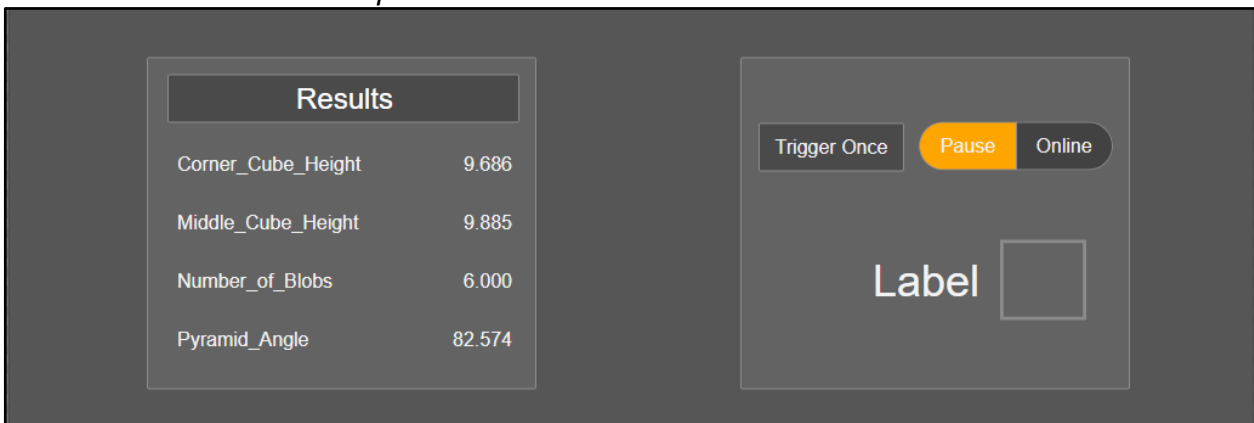 Results
Corner_Cube_Height 9.686
Middle_Cube_Height 9.885
Number_of_Blobs 6.000
Pyramid_Angle 82.574
Trigger Once Pause Online
Label